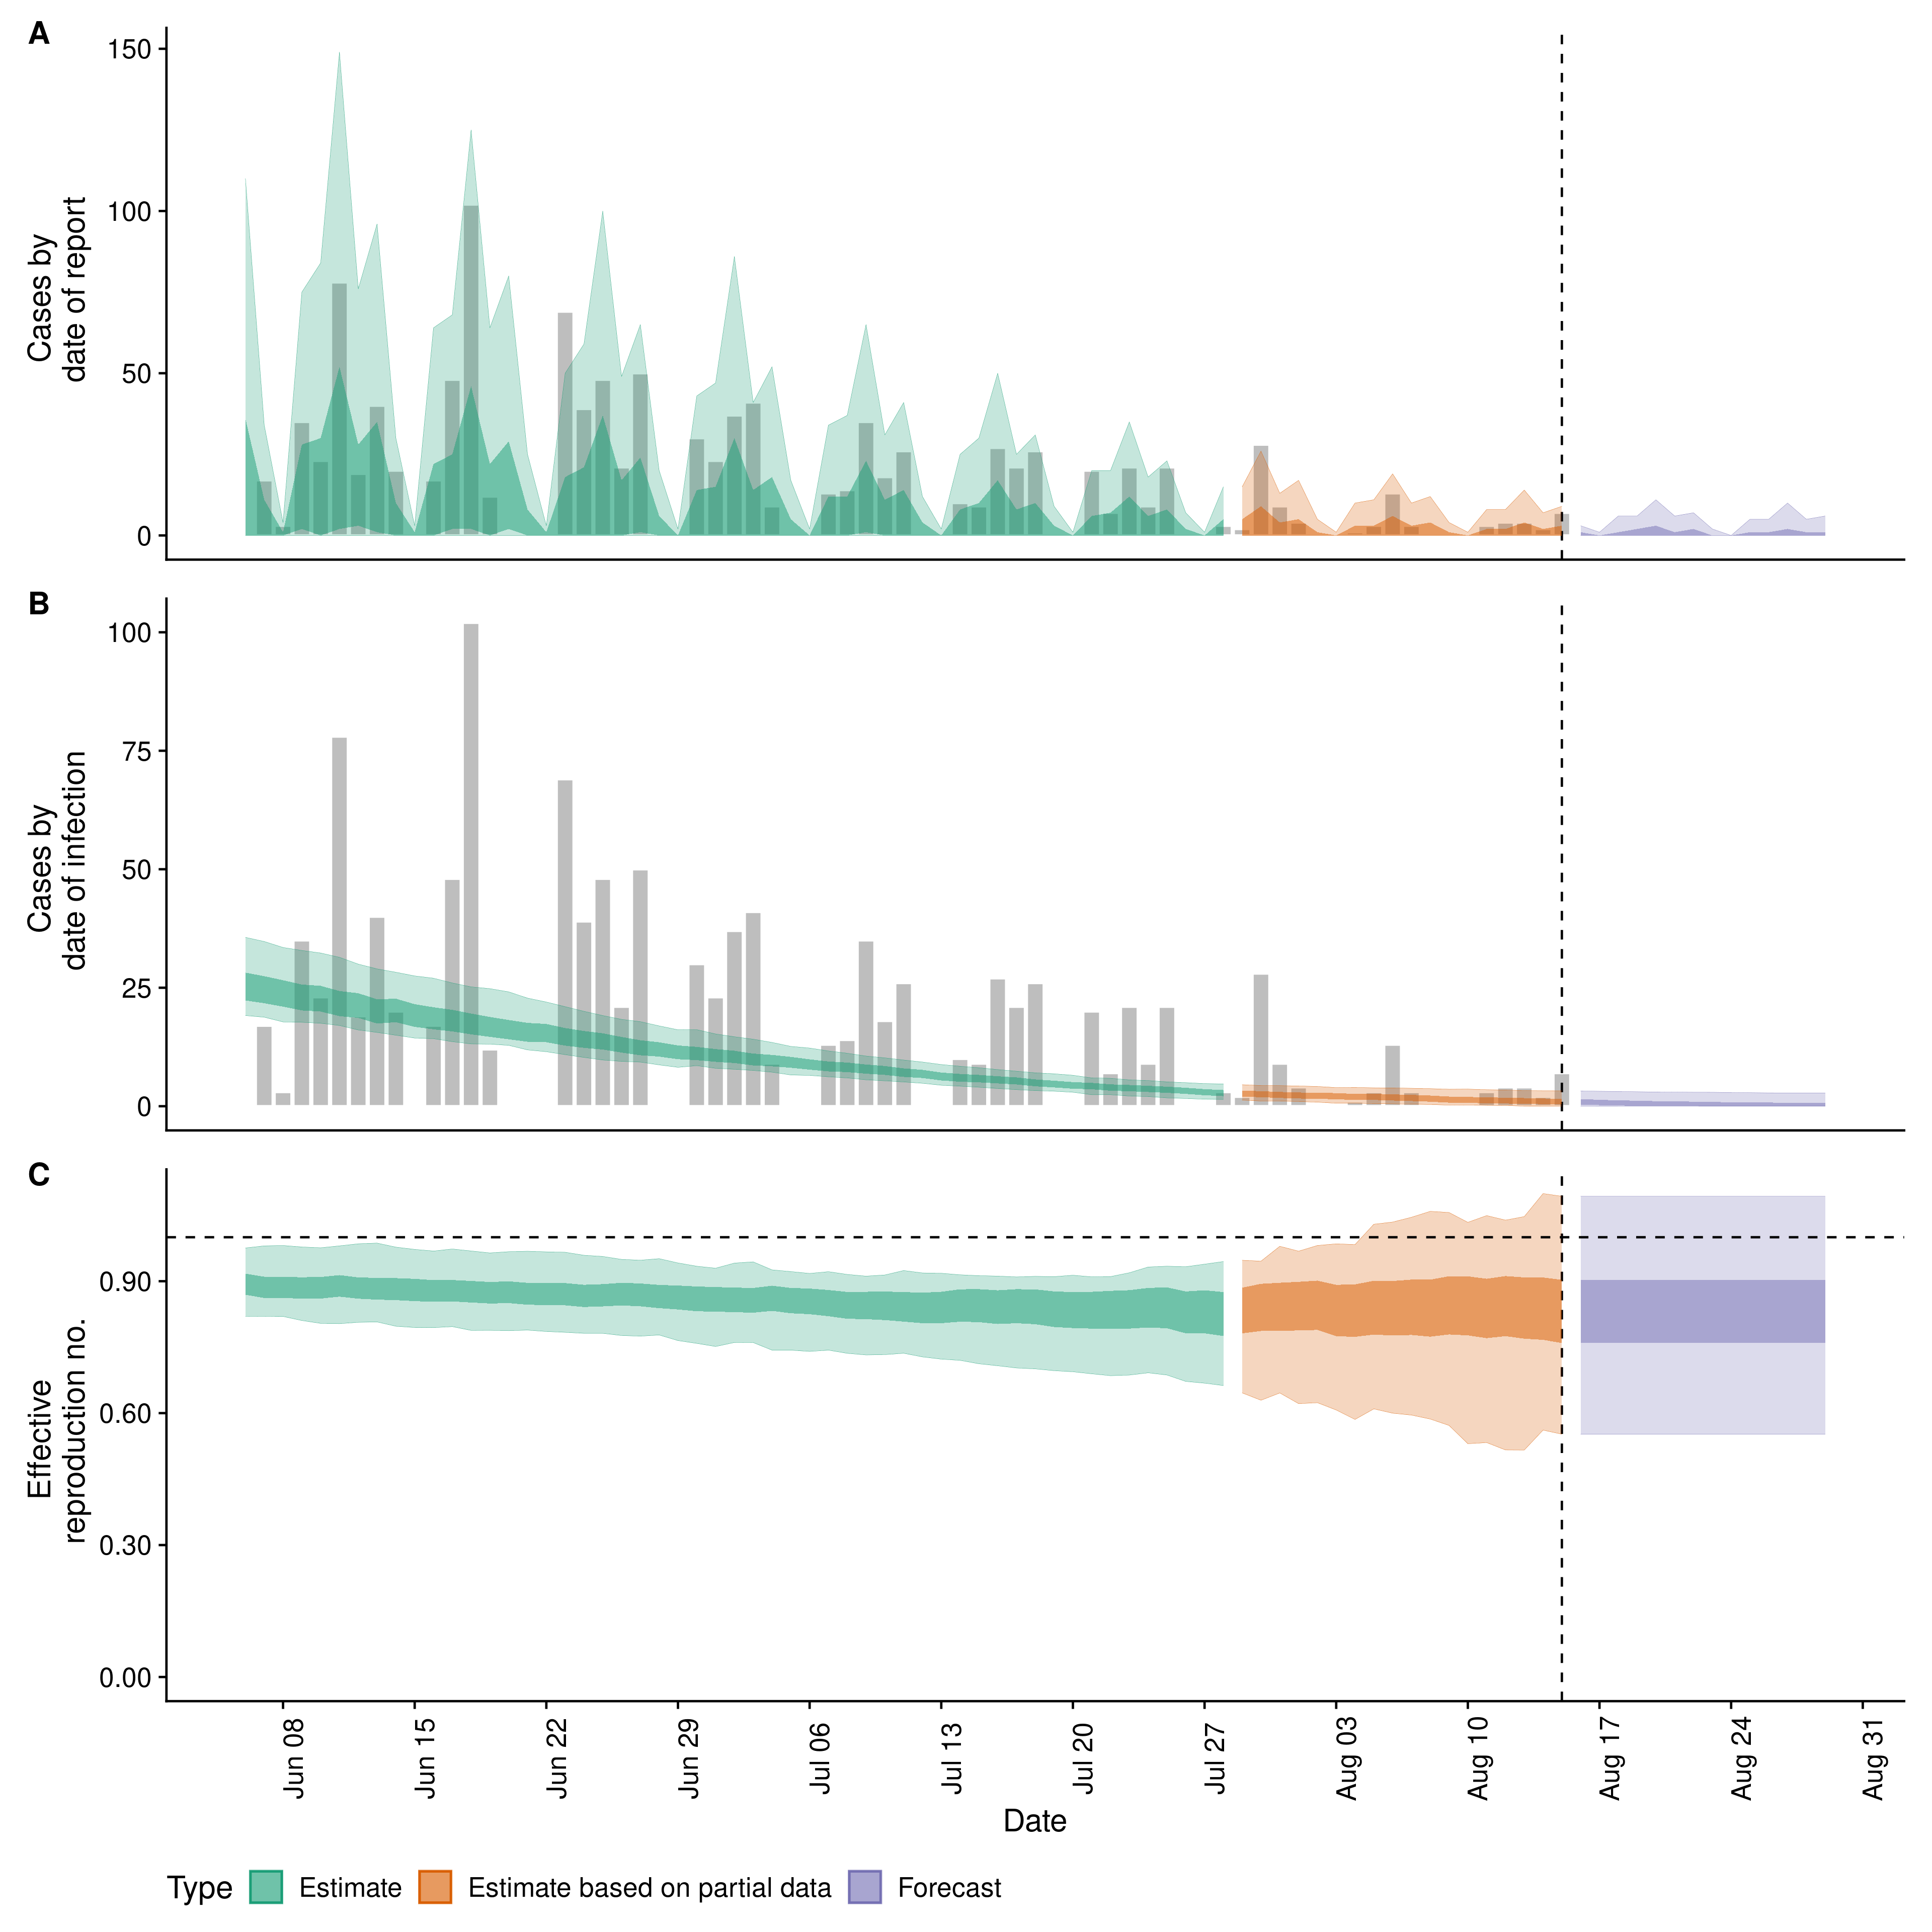 A
150
100
50
0
Cases by
date of report
B
100
75
50
25
0
Cases by
date of infection
C
0.90
0.60
0.30
0.00
Effective
reproduction no.
Jun 08
Jun 15
Jun 22
Jun 29
Jul 06
Jul 13
Jul 20
Jul 27
Aug 03
Aug 10
Aug 17
Aug 24
Aug 31
Date
Type Estimate Estimate based on partial data Forecast